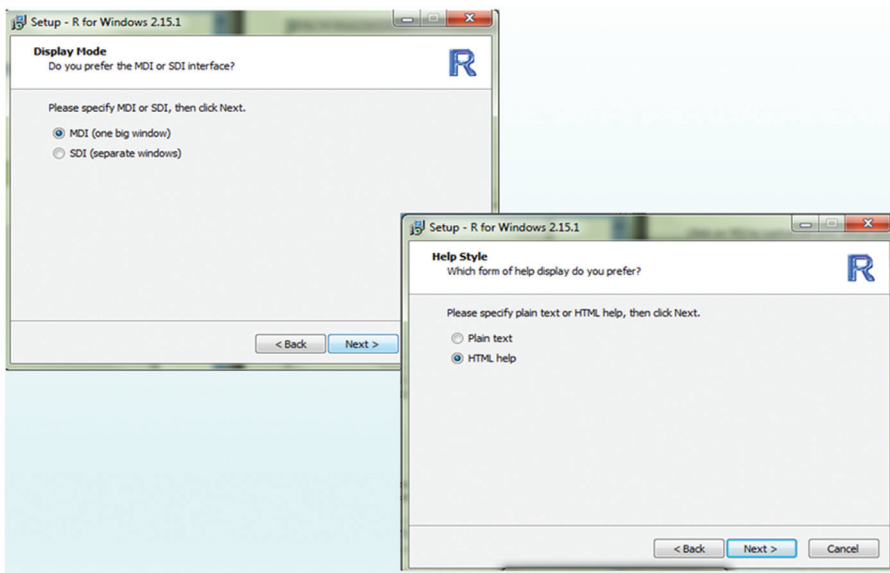 Setup - R for Windows 2.15.1
Display Mode
Do you prefer the MDI or SDI interface?
R
Please specify MDI or SDI, then click Next.
MDI (one big window)
SDI (separate windows)
< Back
Next >
Setup - R for Windows 2.15.1
Help Style
Which form of help display do you prefer?
R
Please specify plain text or HTML help, then click Next.
Plain text
HTML help
< Back
Next >
Cancel